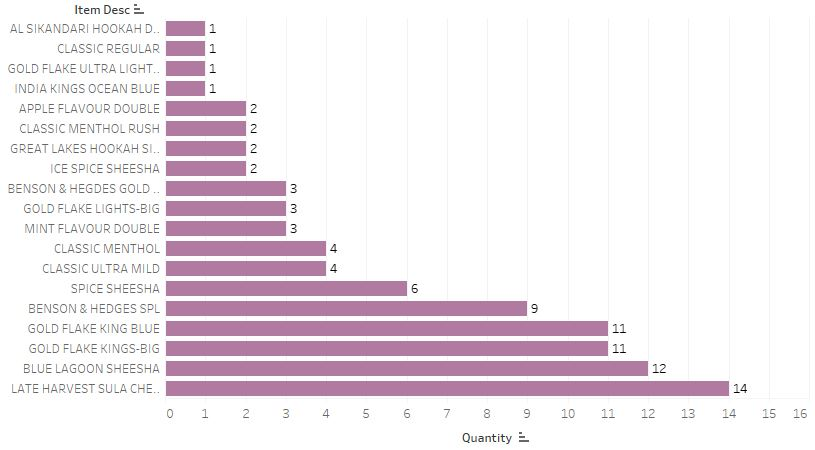 Item Desc
AL SIKANDARI HOOKAH D.. 1
CLASSIC REGULAR 1
GOLD FLAKE ULTRA LIGHT.. 1
INDIA KINGS OCEAN BLUE 1
APPLE FLAVOUR DOUBLE 2
CLASSIC MENTHOL RUSH 2
GREAT LAKES HOOKAH SI.. 2
ICE SPICE SHEESHA 2
BENSON & HEGDES GOLD .. 3
GOLD FLAKE LIGHTS-BIG 3
MINT FLAVOUR DOUBLE 3
CLASSIC MENTHOL 4
CLASSIC ULTRA MILD 4
SPICE SHEESHA 6
BENSON & HEDGES SPL 9
GOLD FLAKE KING BLUE 11
GOLD FLAKE KINGS-BIG 11
BLUE LAGOON SHEESHA 12
LATE HARVEST SULA CHE.. 14
0 1 2 3 4 5 6 7 8 9 10 11 12 13 14 15 16
Quantity